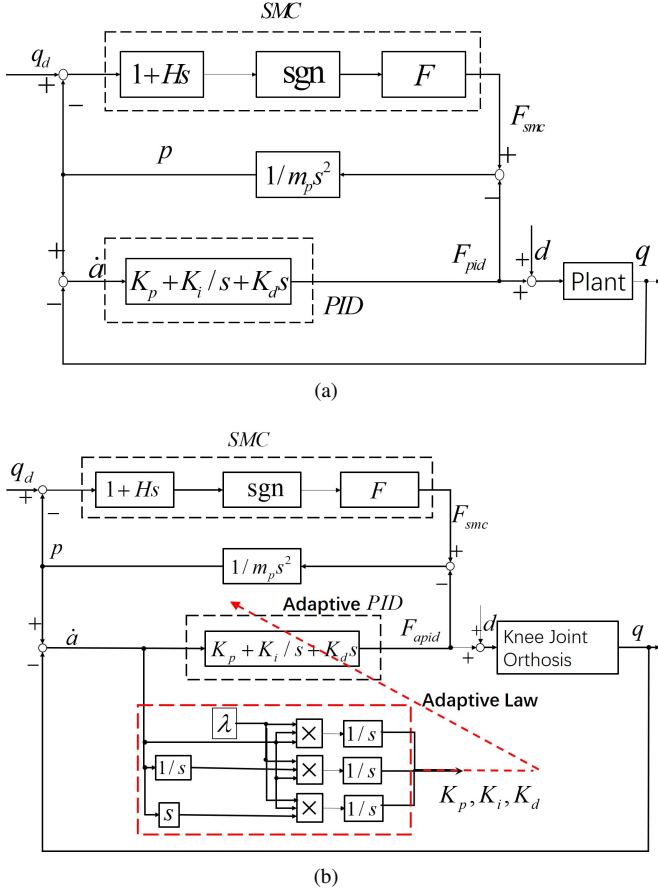 SMC
q_d
+
−
1+Hs
sgn
F
F_smc
p
1/m_p s^2
+
−
+
ȧ
−
K_p+K_i/s+K_d s
PID
F_pid
+
+
d
Plant
q
(a)
SMC
q_d
+
−
1+Hs
sgn
F
F_smc
p
1/m_p s^2
+
−
Adaptive PID
+
ȧ
−
K_p+K_i/s+K_d s
F_apid
+
+
d
Knee Joint
Orthosis
q
Adaptive Law
λ
×
1/s
1/s
×
1/s
s
×
1/s
K_p, K_i, K_d
(b)